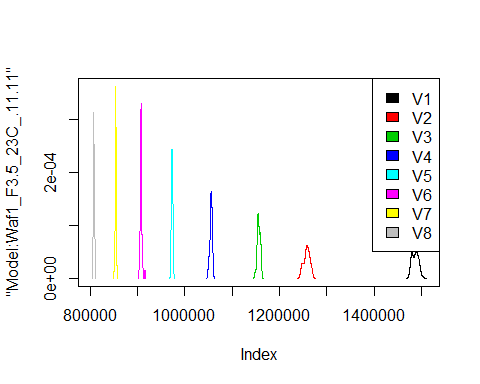 "Model:Waf1_F3.5_23C_.11.11"
0e+00
2e-04
V1
V2
V3
V4
V5
V6
V7
V8
800000
1000000
1200000
1400000
Index